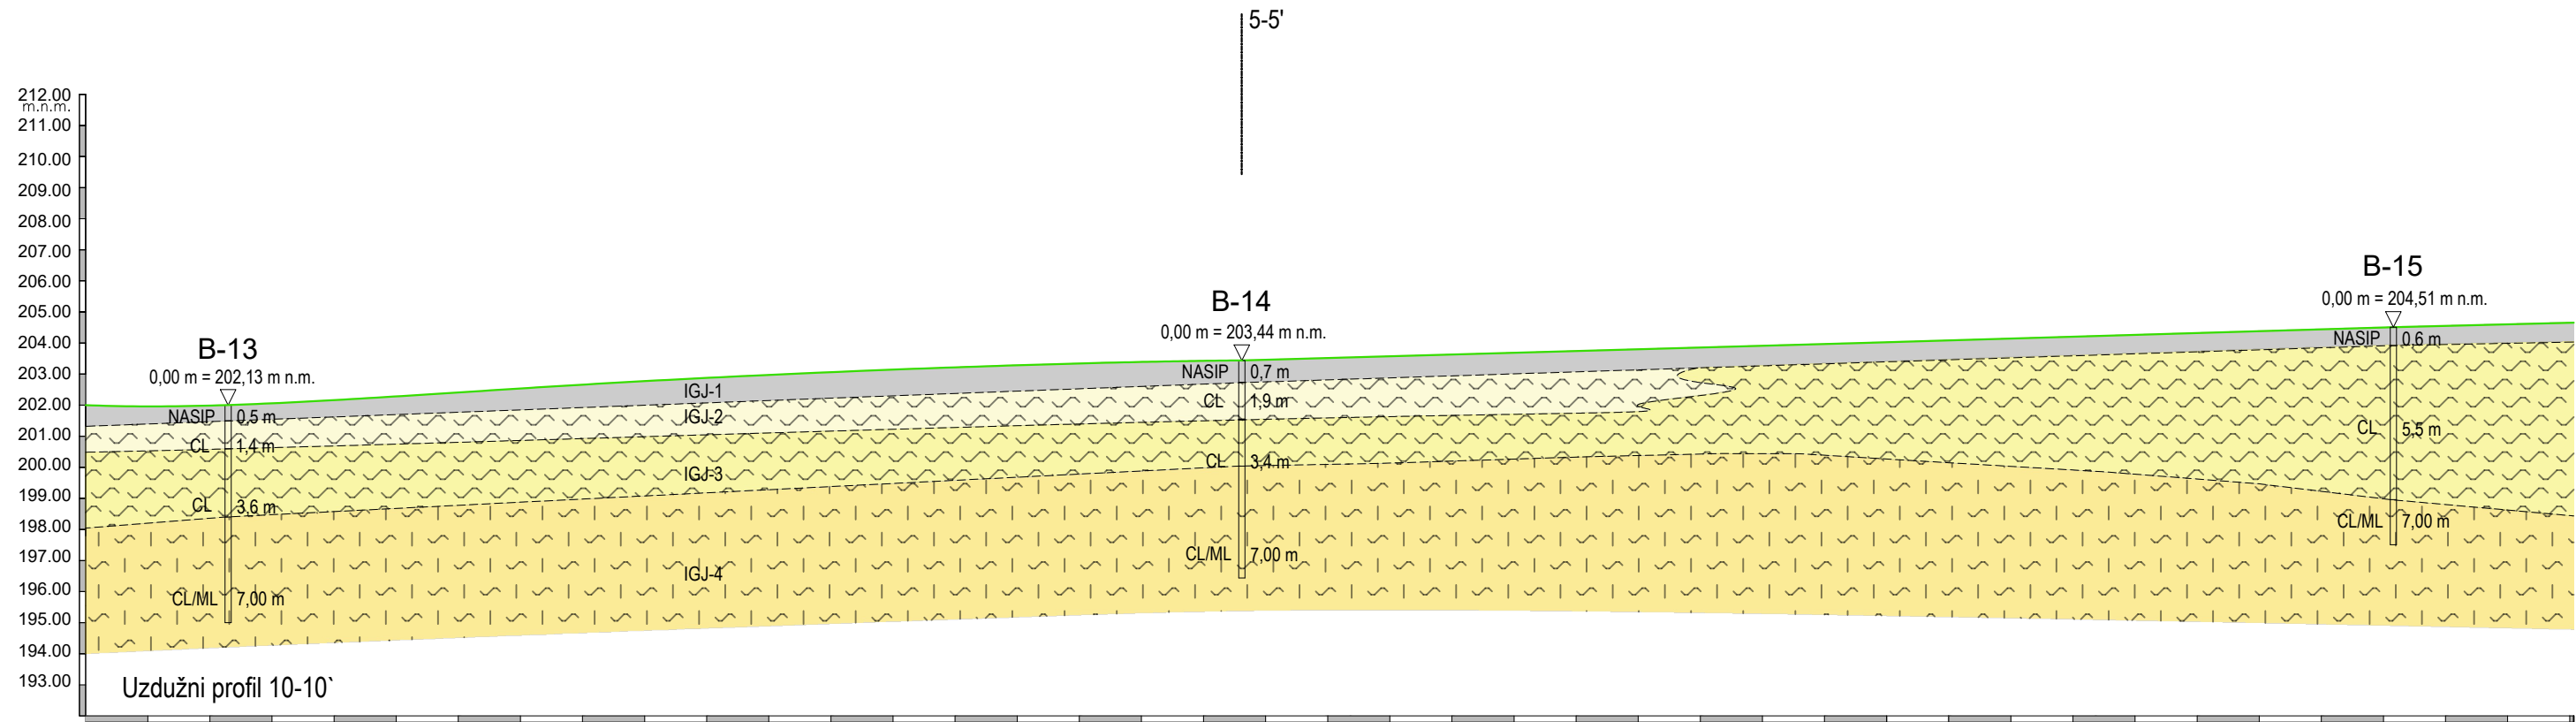 5-5'
212.00
m.n.m.
211.00
210.00
209.00
208.00
207.00
206.00
205.00
204.00
203.00
202.00
201.00
200.00
199.00
198.00
197.00
196.00
195.00
194.00
193.00
B-13
0,00 m = 202,13 m n.m.
NASIP 0,5 m
CL 1,4 m
CL 3,6 m
CL/ML 7,00 m
IGJ-1
IGJ-2
IGJ-3
IGJ-4
B-14
0,00 m = 203,44 m n.m.
NASIP 0,7 m
CL 1,9 m
CL 3,4 m
CL/ML 7,00 m
B-15
0,00 m = 204,51 m n.m.
NASIP 0,6 m
CL 5,5 m
CL/ML 7,00 m
Uzdužni profil 10-10`